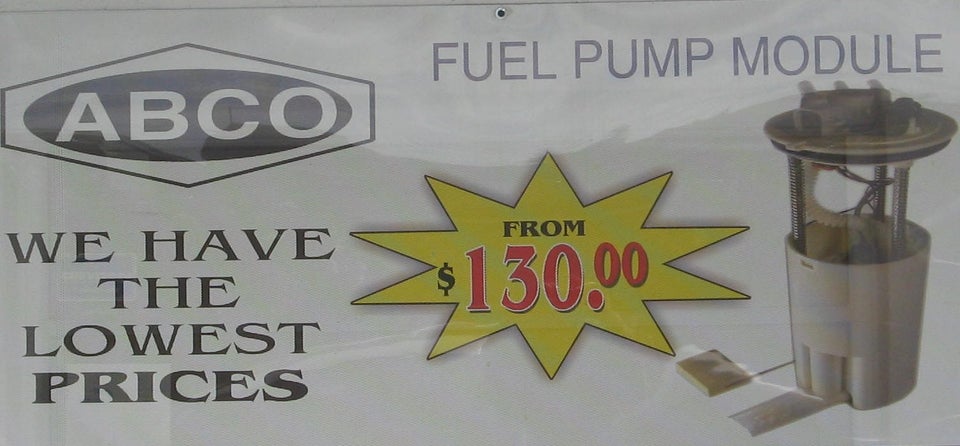 ABCO
FUEL PUMP MODULE
WE HAVE
THE
LOWEST
PRICES
FROM
$130.00